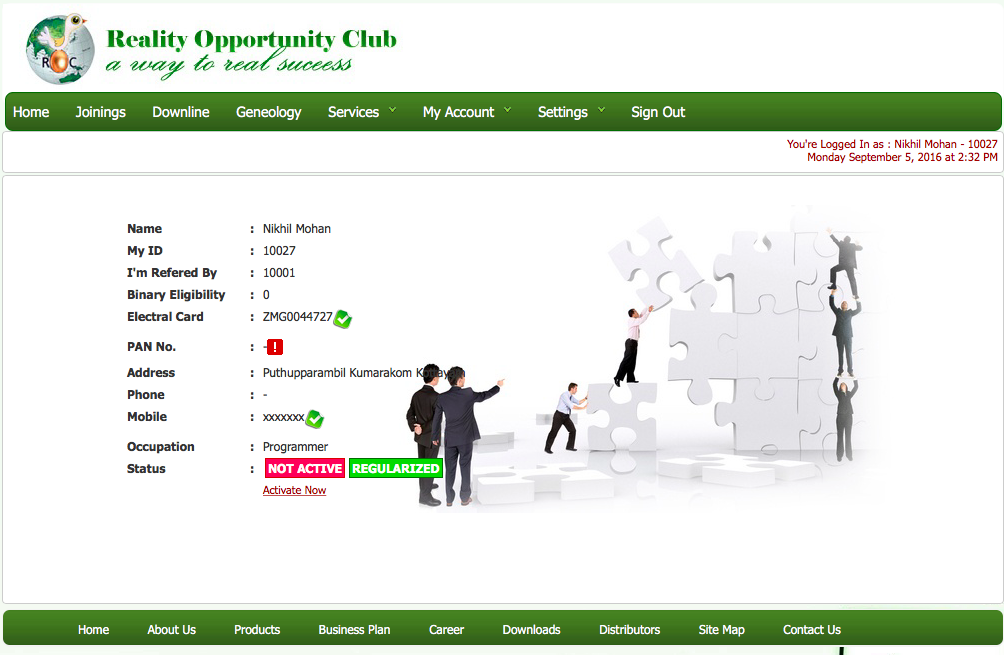 ROC
Reality Opportunity Club
a way to real suceess
Home Joinings Downline Geneology Services My Account Settings Sign Out
You're Logged In as : Nikhil Mohan - 10027
Monday September 5, 2016 at 2:32 PM
Name : Nikhil Mohan
My ID : 10027
I'm Refered By : 10001
Binary Eligibility : 0
Electral Card : ZMG0044727
PAN No. : - !
Address : Puthupparambil Kumarakom Kottayam
Phone : -
Mobile : xxxxxxx
Occupation : Programmer
Status : NOT ACTIVE REGULARIZED
Activate Now
Home About Us Products Business Plan Career Downloads Distributors Site Map Contact Us